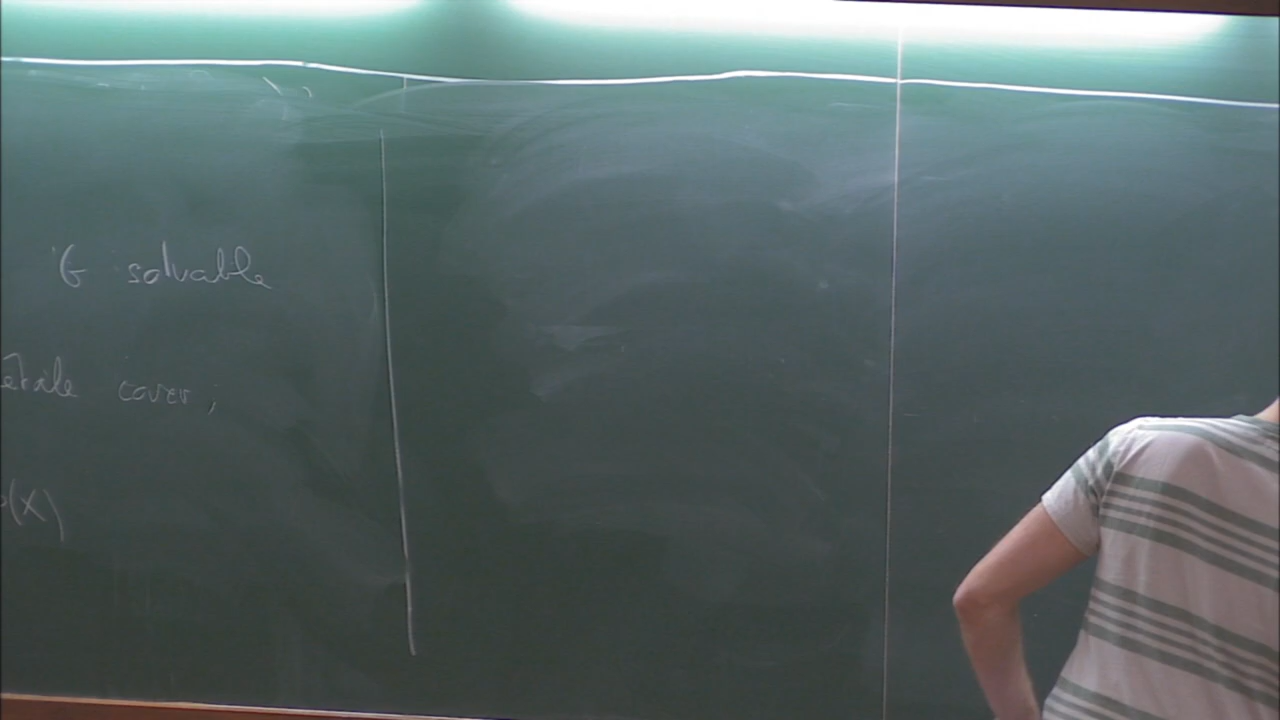 G solvable
étale cover;
(X)